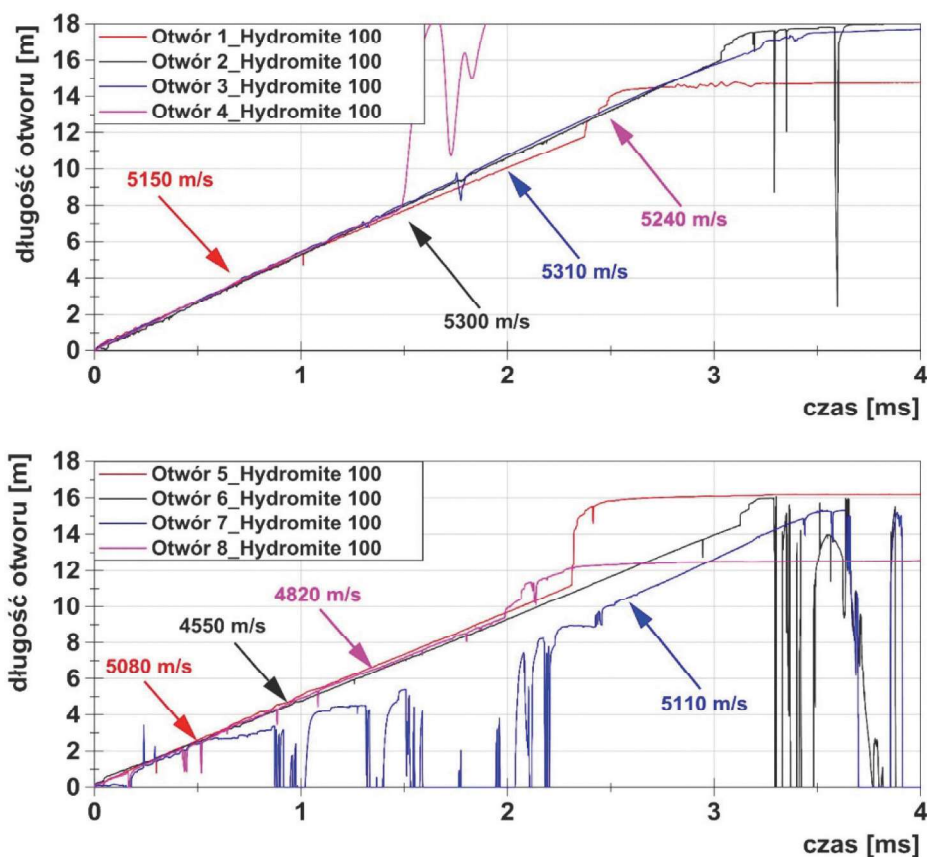 długość otworu [m]
18
16
14
12
10
8
6
4
2
0
Otwór 1_Hydromite 100
Otwór 2_Hydromite 100
Otwór 3_Hydromite 100
Otwór 4_Hydromite 100
5150 m/s
5300 m/s
5310 m/s
5240 m/s
0 1 2 3 4
czas [ms]
długość otworu [m]
18
16
14
12
10
8
6
4
2
0
Otwór 5_Hydromite 100
Otwór 6_Hydromite 100
Otwór 7_Hydromite 100
Otwór 8_Hydromite 100
4820 m/s
4550 m/s
5080 m/s
5110 m/s
0 1 2 3 4
czas [ms]